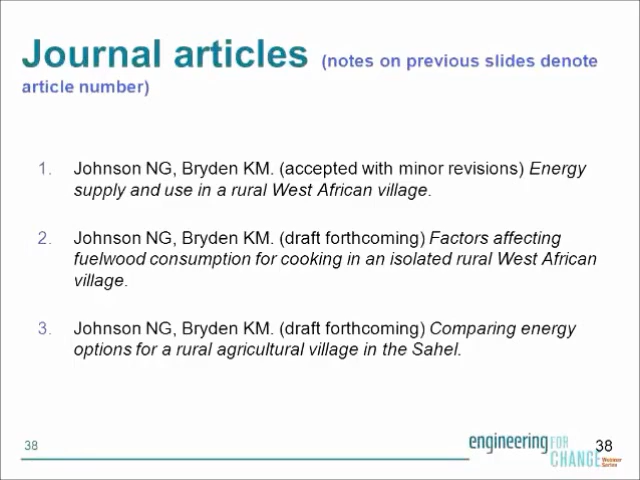 Journal articles (notes on previous slides denote
article number)
1. Johnson NG, Bryden KM. (accepted with minor revisions) Energy
supply and use in a rural West African village.
2. Johnson NG, Bryden KM. (draft forthcoming) Factors affecting
fuelwood consumption for cooking in an isolated rural West African
village.
3. Johnson NG, Bryden KM. (draft forthcoming) Comparing energy
options for a rural agricultural village in the Sahel.
38
engineering FOR
CHANGE Webinar
Series
38